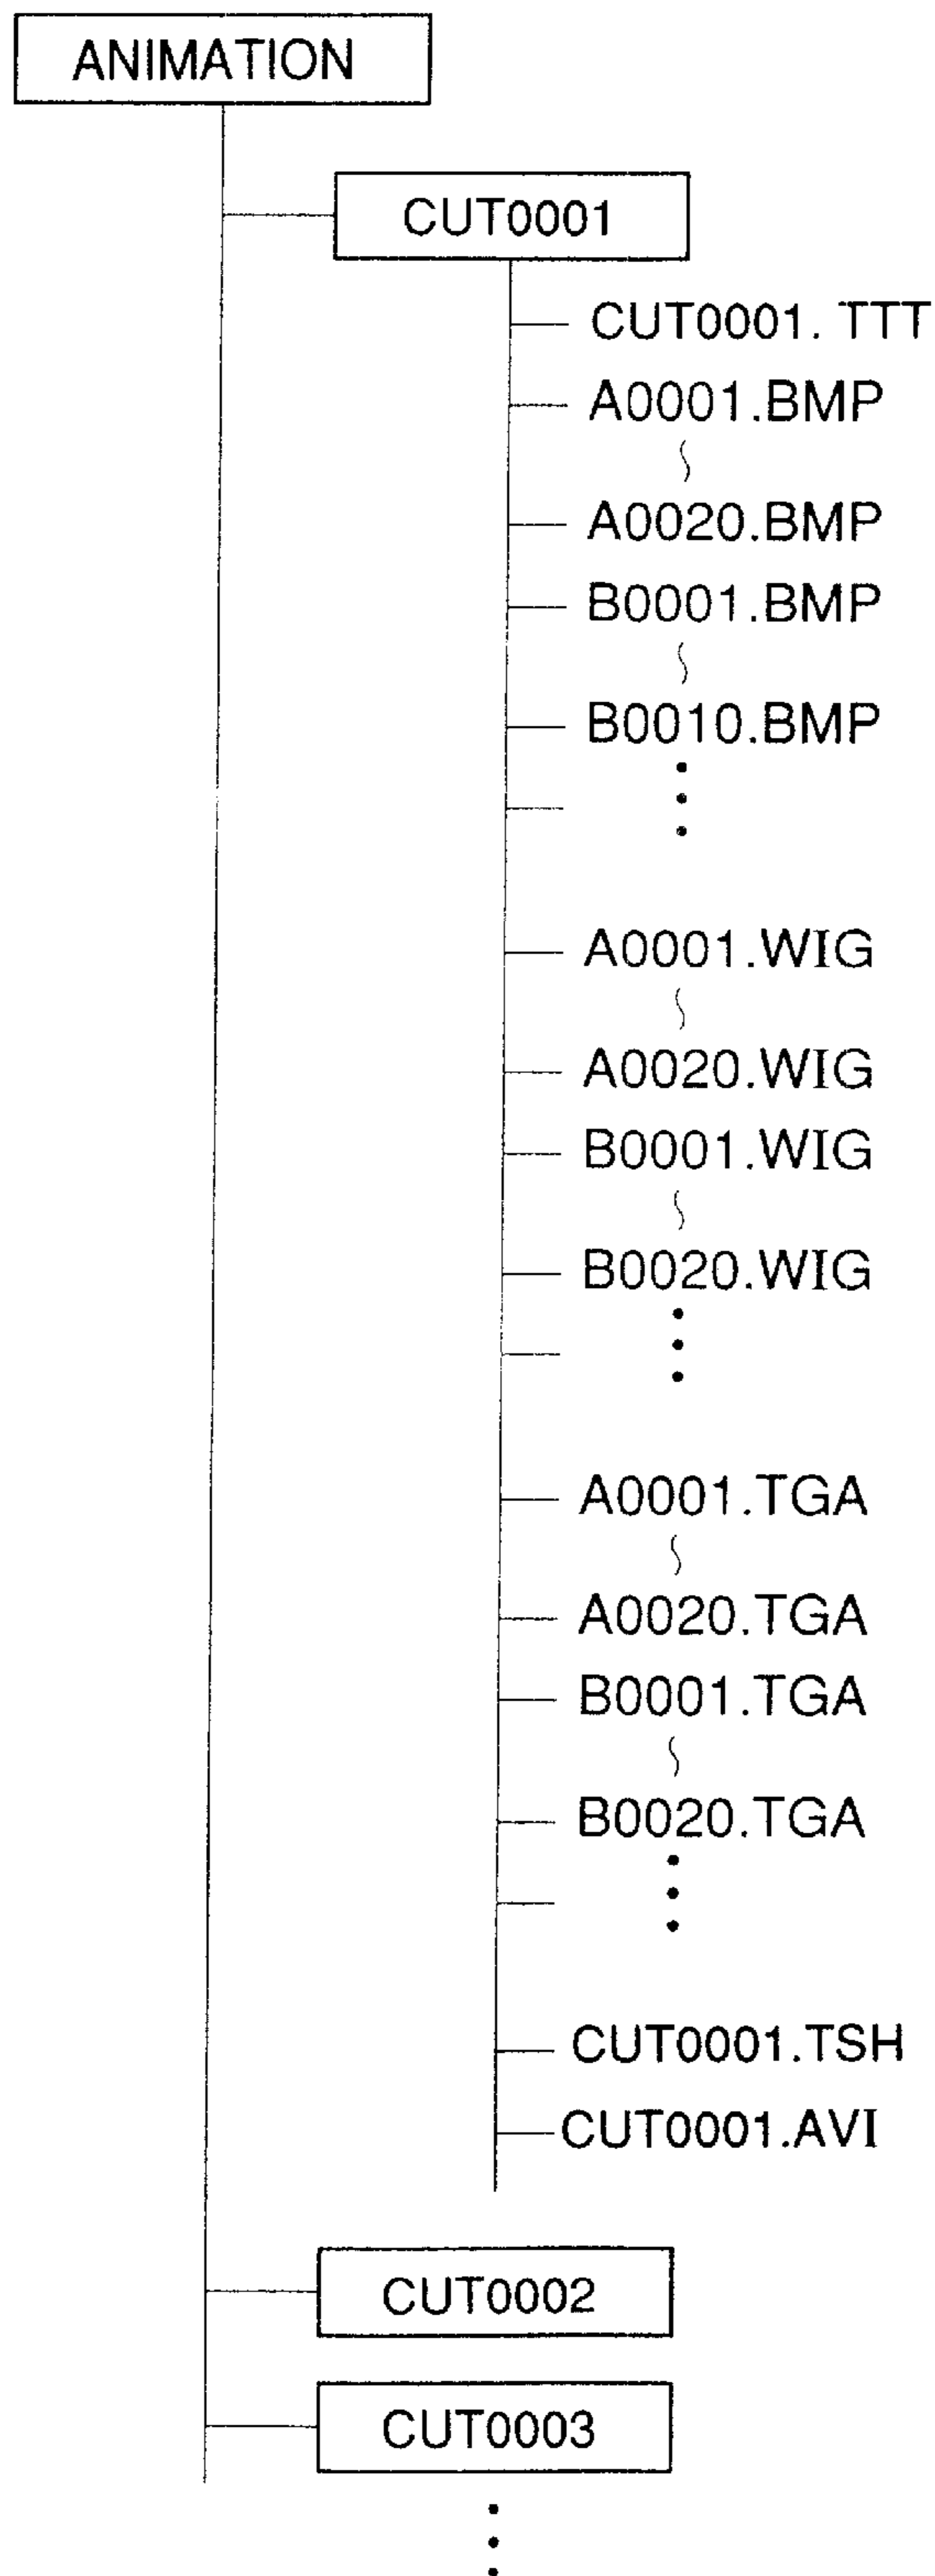 ANIMATION
CUT0001
CUT0001. TTT
A0001.BMP
A0020.BMP
B0001.BMP
B0010.BMP
A0001.WIG
A0020.WIG
B0001.WIG
B0020.WIG
A0001.TGA
A0020.TGA
B0001.TGA
B0020.TGA
CUT0001.TSH
CUT0001.AVI
CUT0002
CUT0003